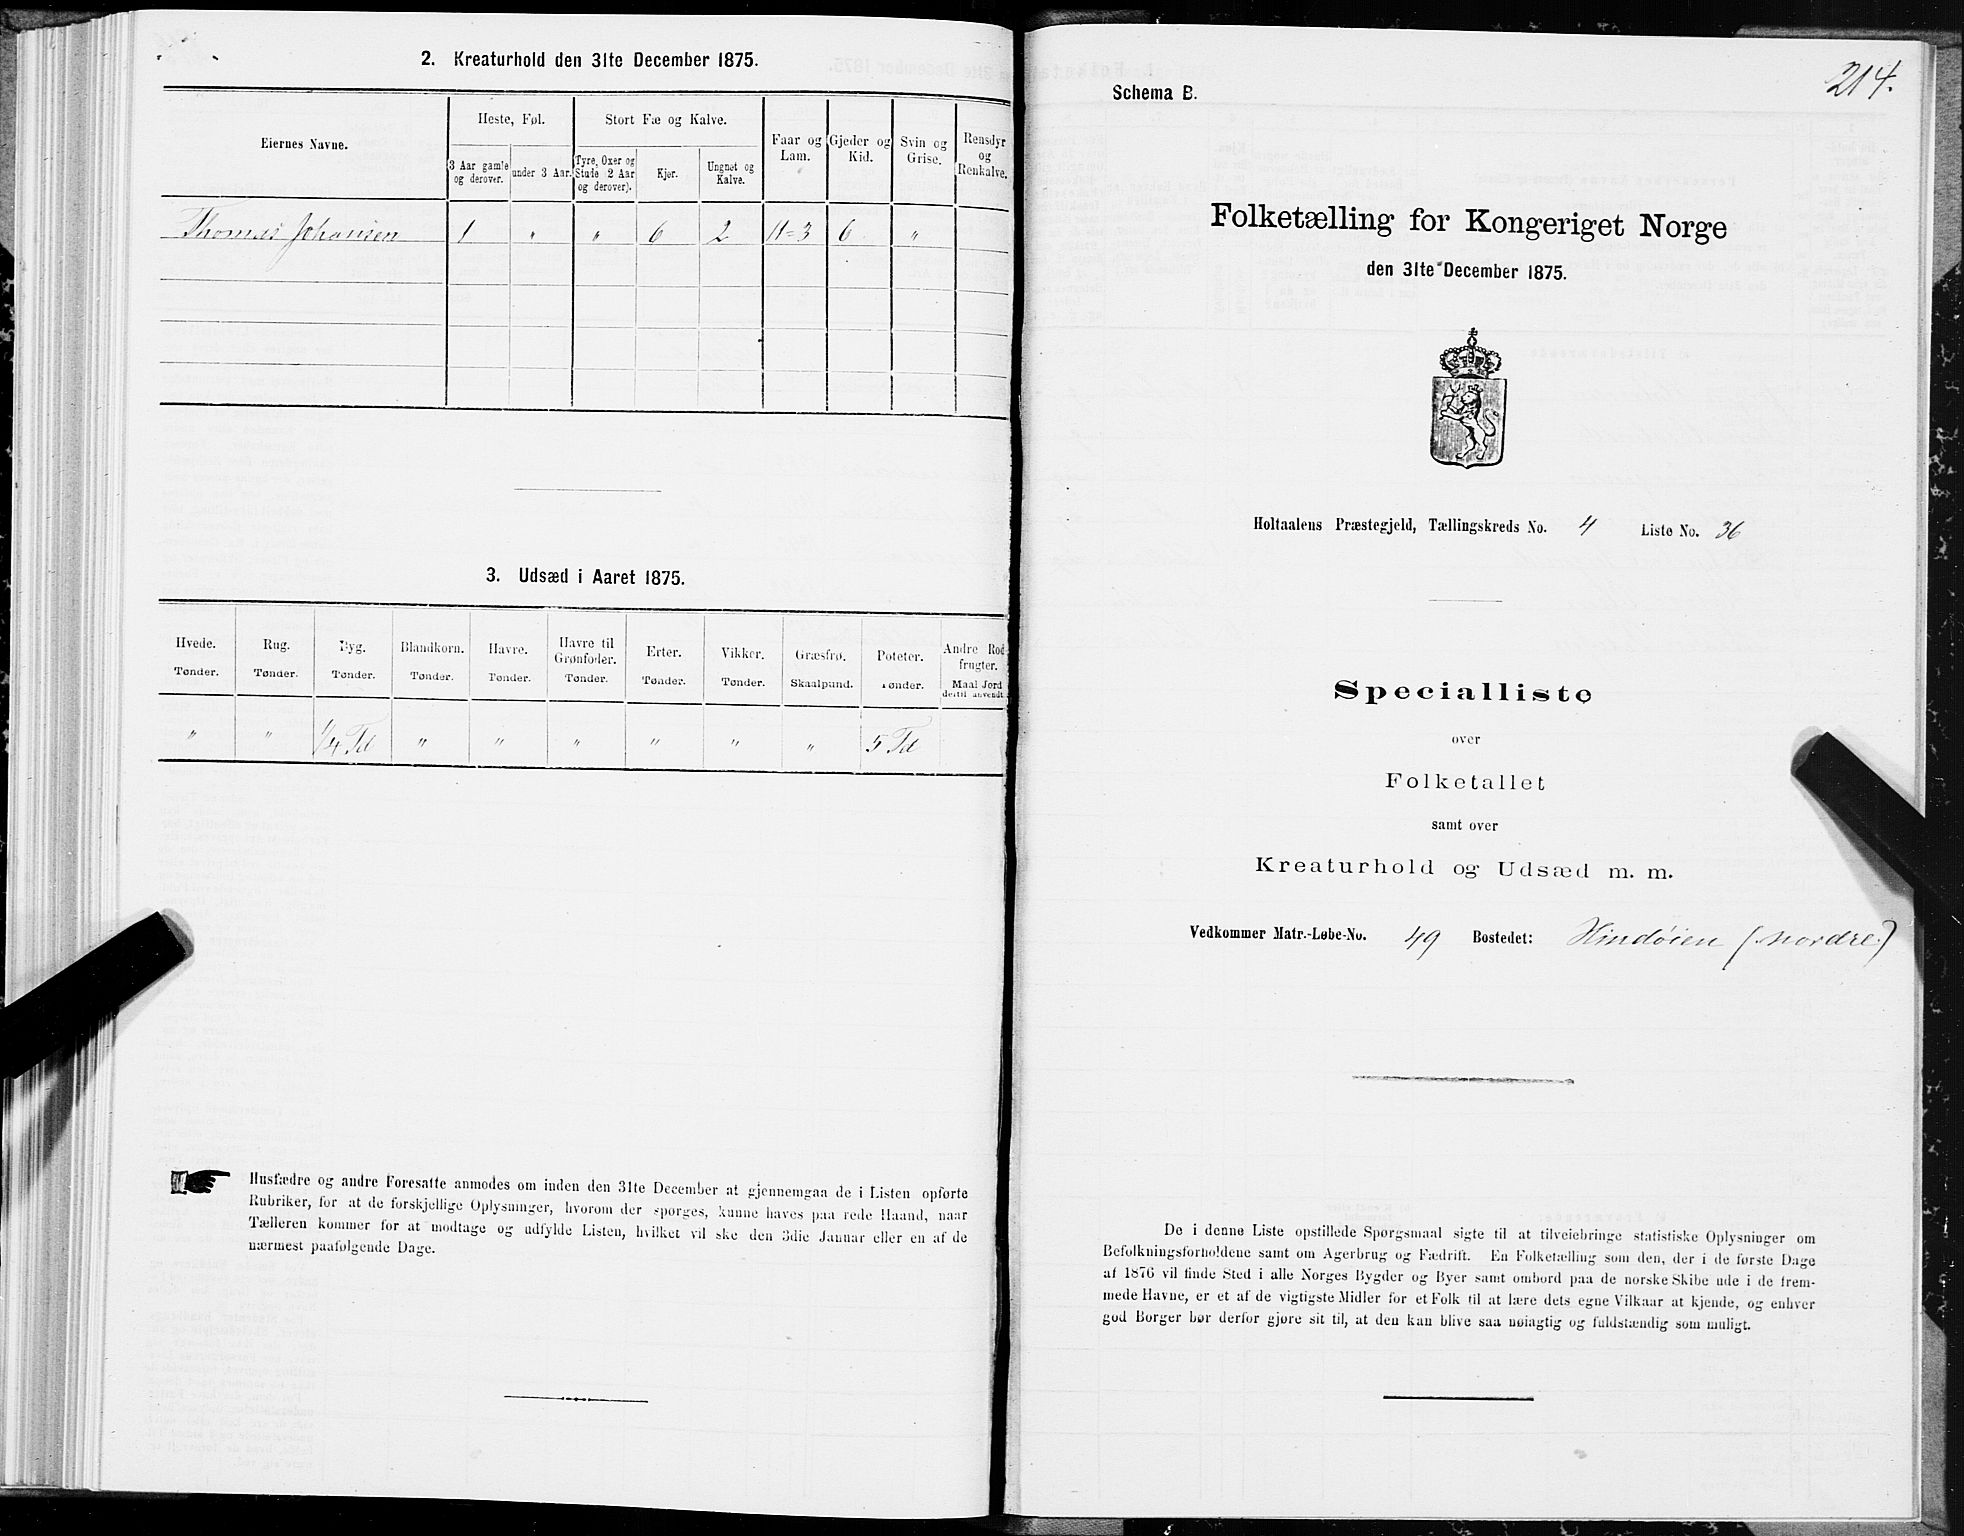 2. Kreaturhold den 31te December 1875.
Eiernes Navne.
Heste, Føl.
Stort Fæ og Kalve.
Faar og Lam.
Gjeder og Kid.
Svin og Grise.
Rensdyr og Renkalve.
3 Aar gamle og derover.
under 3 Aar.
Tyre, Oxer og Stude (2 Aar og derover).
Kjør.
Ungnet og Kalve.
Thomas Johansen 1 " " 6 2 11=3 6 "
3. Udsæd i Aaret 1875.
Hvede. Rug. Byg. Blandkorn. Havre. Havre til Grønfoder. Erter. Vikker. Græsfrø. Poteter. Andre Rodfrugter.
Tønder. Tønder. Tønder. Tønder. Tønder. Tønder. Tønder. Tønder. Skaalpund. Tønder. Maal Jord dertil anvendt.
" " 1/4 Td " " " " " " 5 Td
Husfædre og andre Foresatte anmodes om inden den 31te December at gjennemgaa de i Listen opførte
Rubriker, for at de forskjellige Oplysninger, hvorom der spørges, kunne haves paa rede Haand, naar
Tælleren kommer for at modtage og udfylde Listen, hvilket vil ske den 3die Januar eller en af de
nærmest paafølgende Dage.
214.
Schema B.
Folketælling for Kongeriget Norge
den 31te December 1875.
Holtaalens Præstegjeld, Tællingskreds No. 4 Liste No. 36
Specialliste
over
Folketallet
samt over
Kreaturhold og Udsæd m. m.
Vedkommer Matr.-Løbe-No. 49 Bostedet: Hindøien (nordre)
De i denne Liste opstillede Spørgsmaal sigte til at tilveiebringe statistiske Oplysninger om
Befolkningsforholdene samt om Agerbrug og Fædrift. En Folketælling som den, der i de første Dage
af 1876 vil finde Sted i alle Norges Bygder og Byer samt ombord paa de norske Skibe ude i de frem-
mede Havne, er et af de vigtigste Midler for et Folk til at lære dets egne Vilkaar at kjende, og enhver
god Borger bør derfor gjøre sit til, at den kan blive saa nøiagtig og fuldstændig som muligt.